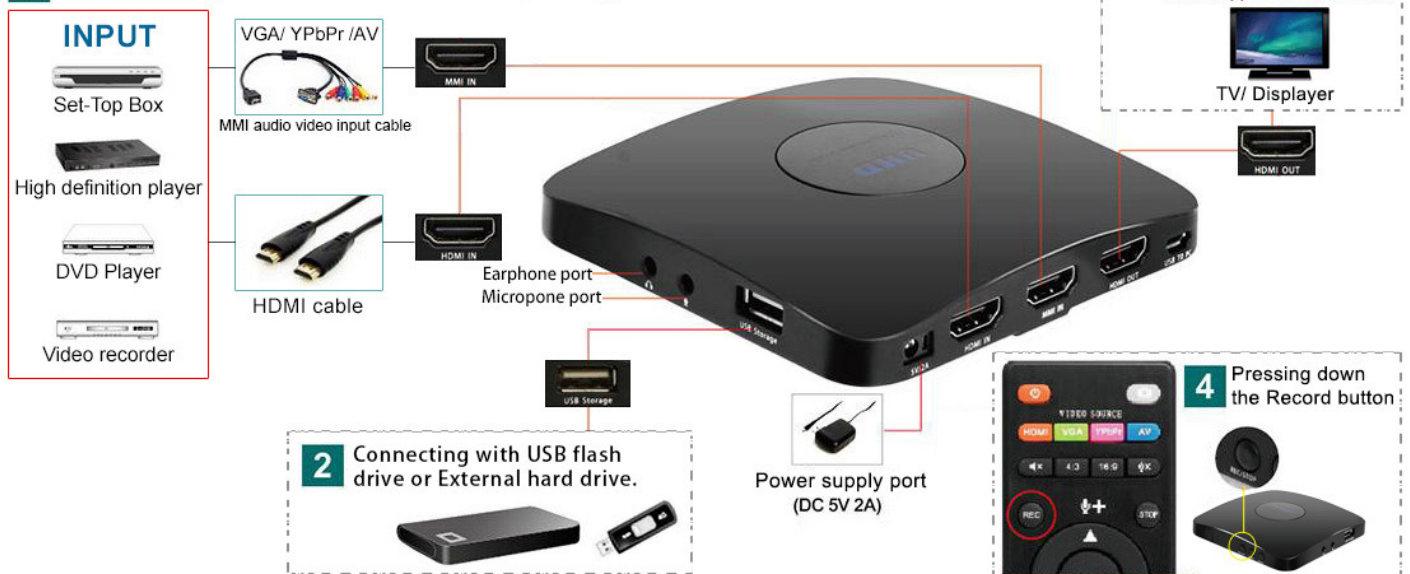 INPUT
Set-Top Box
High definition player
DVD Player
Video recorder
VGA/ YPbPr /AV
MMI audio video input cable
MMI IN
HDMI cable
HDMI IN
Earphone port
Micropone port
USB Storage
2
Connecting with USB flash
drive or External hard drive.
USB Storage
5V/2A
HDMI IN
MMI IN
HDMI OUT
USB TO PC
Power supply port
(DC 5V 2A)
TV/ Displayer
HDMI OUT
4
Pressing down
the Record button
REC/STOP
VIDEO SOURCE
HDMI VGA YPbPr AV
4:3 16:9
REC
STOP